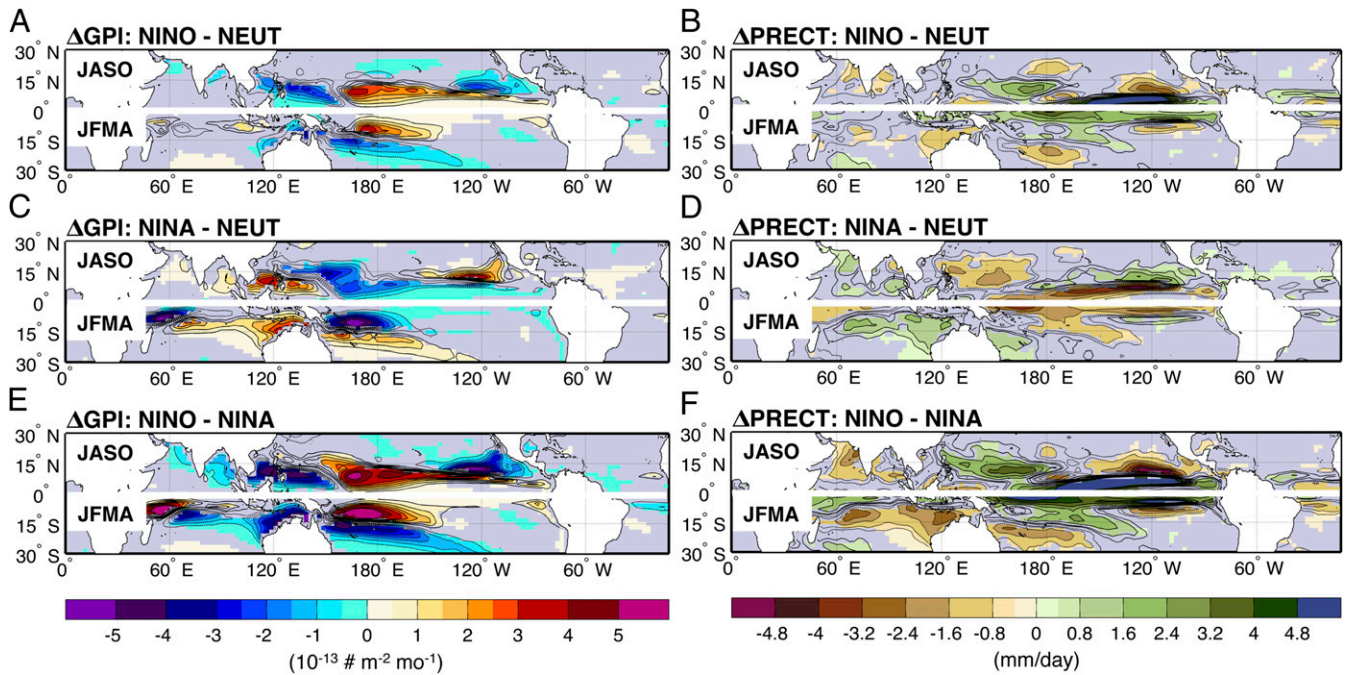 A
ΔGPI: NINO - NEUT
30° N
15°
0
15°
30° S
JASO
JFMA
0° 60° E 120° E 180° E 120° W 60° W
B
ΔPRECT: NINO - NEUT
30° N
15°
0
15°
30° S
JASO
JFMA
0° 60° E 120° E 180° E 120° W 60° W
C
ΔGPI: NINA - NEUT
30° N
15°
0
15°
30° S
JASO
JFMA
0° 60° E 120° E 180° E 120° W 60° W
D
ΔPRECT: NINA - NEUT
30° N
15°
0
15°
30° S
JASO
JFMA
0° 60° E 120° E 180° E 120° W 60° W
E
ΔGPI: NINO - NINA
30° N
15°
0
15°
30° S
JASO
JFMA
0° 60° E 120° E 180° E 120° W 60° W
-5 -4 -3 -2 -1 0 1 2 3 4 5
(10⁻¹³ # m⁻² mo⁻¹)
F
ΔPRECT: NINO - NINA
30° N
15°
0
15°
30° S
JASO
JFMA
0° 60° E 120° E 180° E 120° W 60° W
-4.8 -4 -3.2 -2.4 -1.6 -0.8 0 0.8 1.6 2.4 3.2 4 4.8
(mm/day)